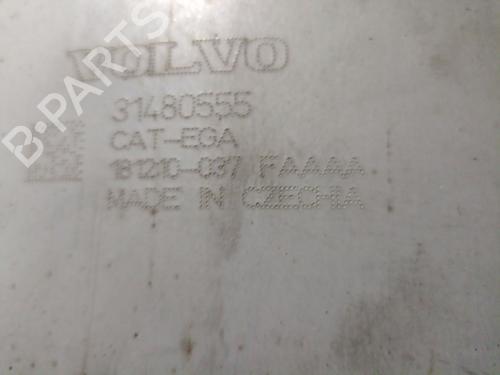 VOLVO
31480555
CAT-EGA
181210-037 FAAAA
MADE IN CZECHIA
B-PARTS